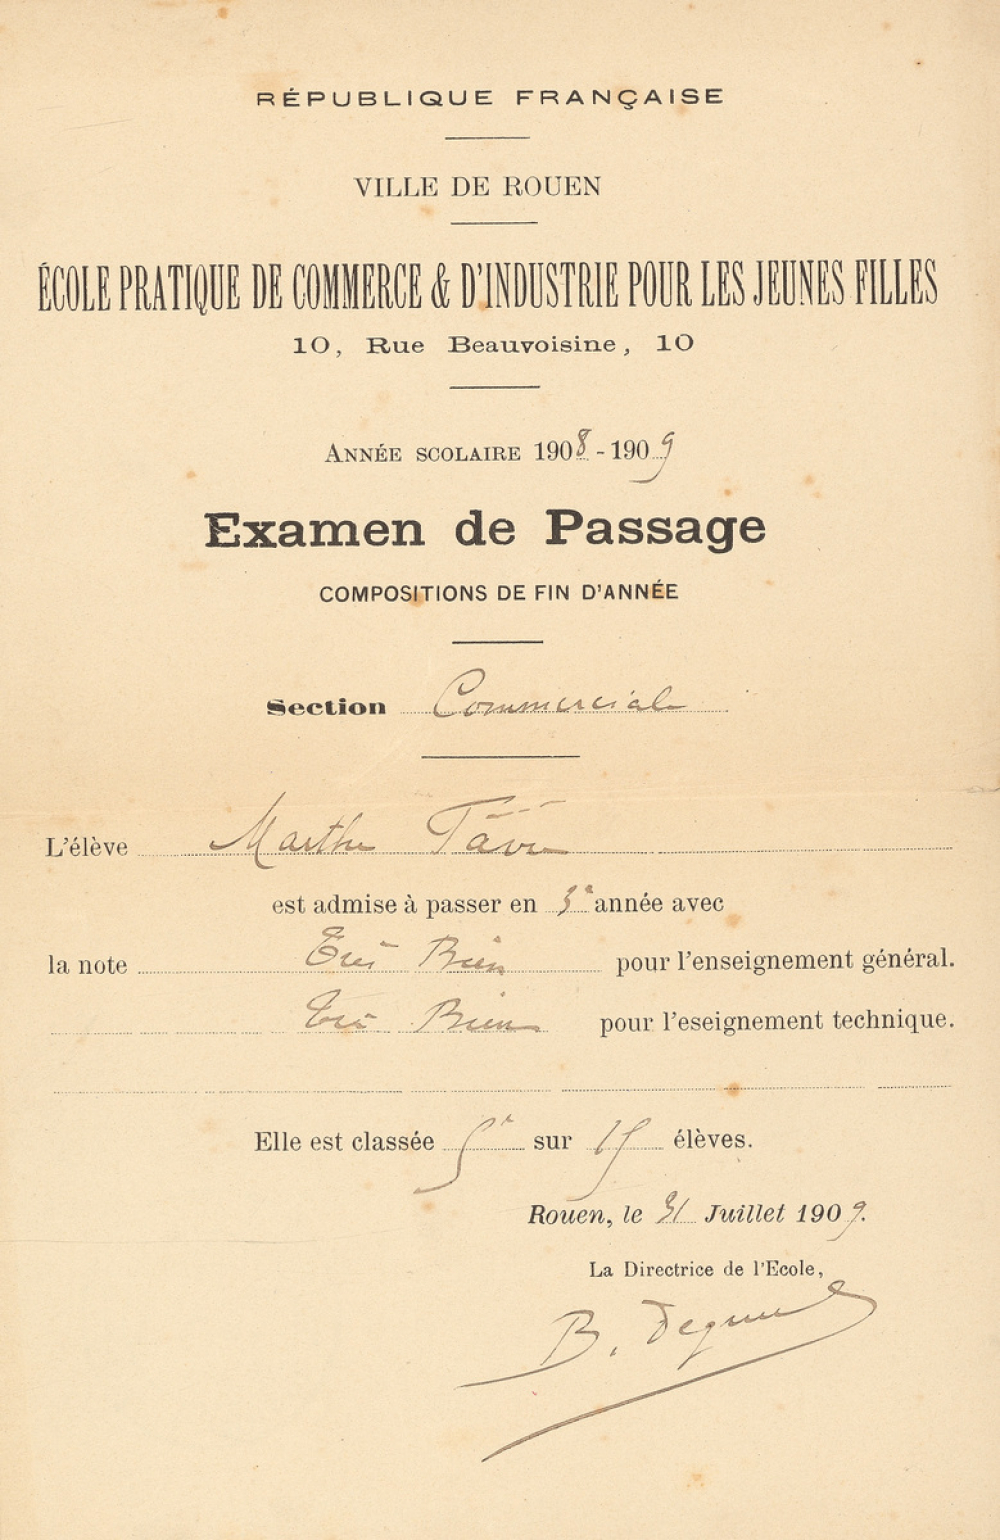 RÉPUBLIQUE FRANÇAISE
VILLE DE ROUEN
ÉCOLE PRATIQUE DE COMMERCE & D'INDUSTRIE POUR LES JEUNES FILLES
10, Rue Beauvoisine, 10
ANNÉE SCOLAIRE 1908-1909
Examen de Passage
COMPOSITIONS DE FIN D'ANNÉE
Section Commerciale
L'élève Marthe
est admise à passer en 3e année avec
la note Très Bien pour l'enseignement général.
Très Bien pour l'eseignement technique.
Elle est classée 5e sur 15 élèves.
Rouen, le 31 Juillet 1909.
La Directrice de l'Ecole,
B.